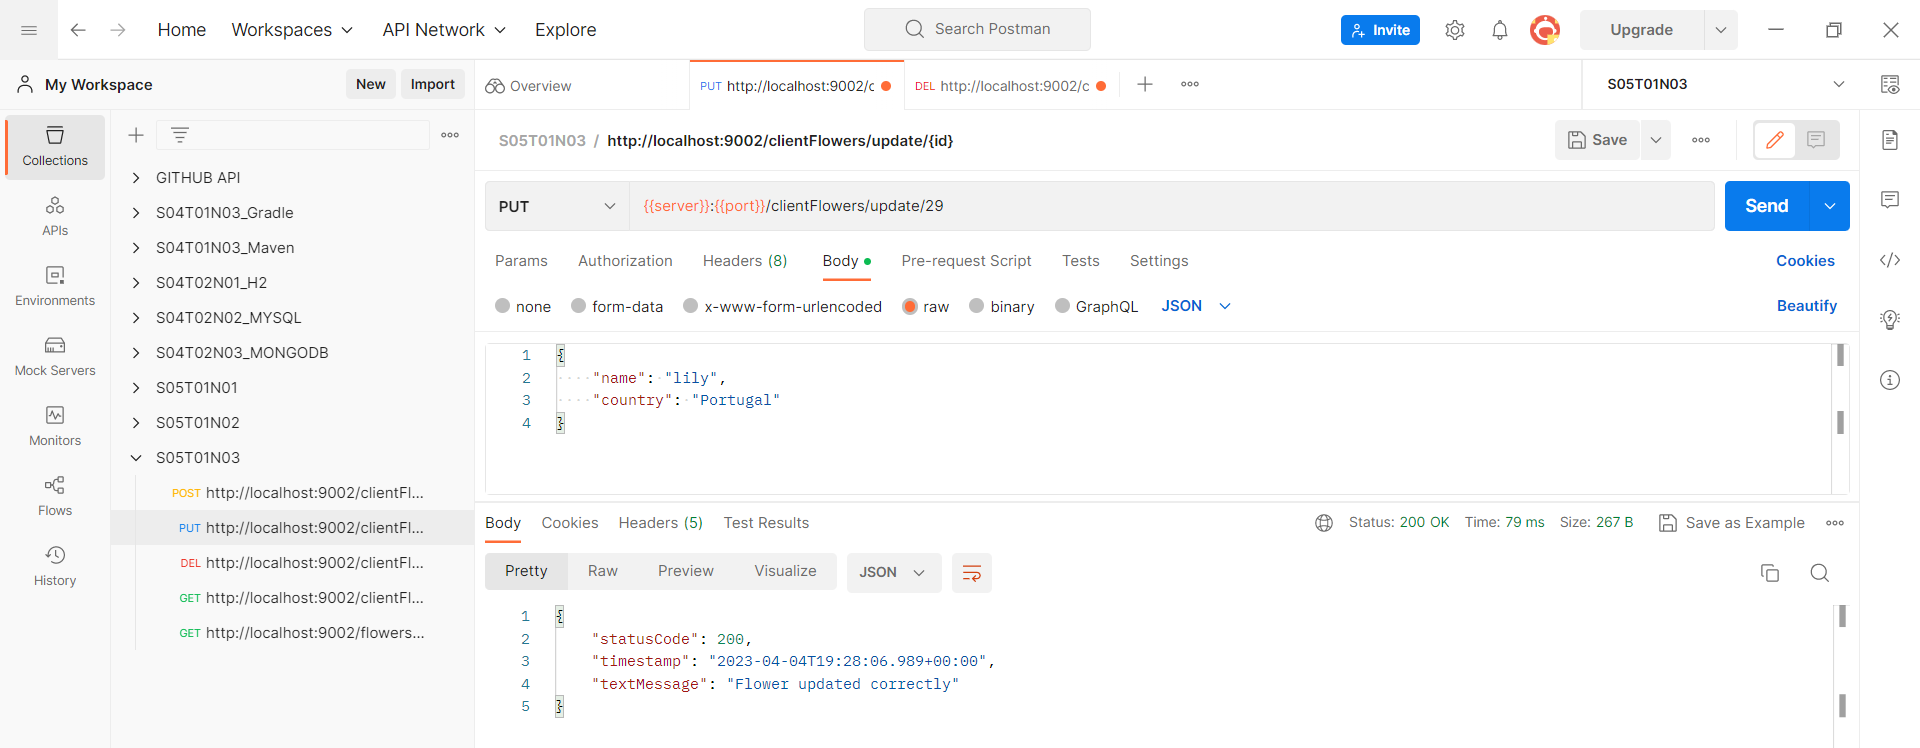 Home Workspaces API Network Explore Search Postman Invite Upgrade
My Workspace New Import
Overview PUT http://localhost:9002/c DEL http://localhost:9002/c S05T01N03
Collections
APIs
Environments
Mock Servers
Monitors
Flows
History
GITHUB API
S04T01N03_Gradle
S04T01N03_Maven
S04T02N01_H2
S04T02N02_MYSQL
S04T02N03_MONGODB
S05T01N01
S05T01N02
S05T01N03
POST http://localhost:9002/clientFl...
PUT http://localhost:9002/clientFl...
DEL http://localhost:9002/clientFl...
GET http://localhost:9002/clientFl...
GET http://localhost:9002/flowers...
S05T01N03 / http://localhost:9002/clientFlowers/update/{id} Save
PUT {{server}}:{{port}}/clientFlowers/update/29 Send
Params Authorization Headers (8) Body Pre-request Script Tests Settings Cookies
none form-data x-www-form-urlencoded raw binary GraphQL JSON Beautify
1 {
2 "name": "lily",
3 "country": "Portugal"
4 }
Body Cookies Headers (5) Test Results Status: 200 OK Time: 79 ms Size: 267 B Save as Example
Pretty Raw Preview Visualize JSON
1 {
2 "statusCode": 200,
3 "timestamp": "2023-04-04T19:28:06.989+00:00",
4 "textMessage": "Flower updated correctly"
5 }